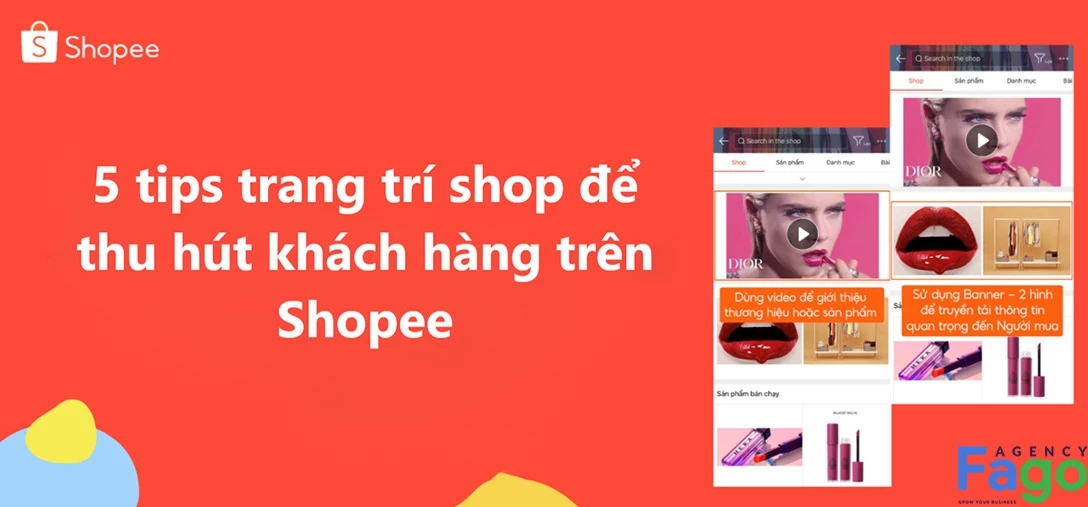 Shopee
5 tips trang trí shop để
thu hút khách hàng trên
Shopee
Search in the shop
Shop Sản phẩm Danh mục Bài
DIOR
Dùng video để giới thiệu
thương hiệu hoặc sản phẩm
Sản phẩm bán chạy
Search in the shop
Shop Sản phẩm Danh mục Bài
DIOR
Sử dụng Banner – 2 hình
để truyền tải thông tin
quan trọng đến Người mua
AGENCY
Fago
GROW YOUR BUSINESS